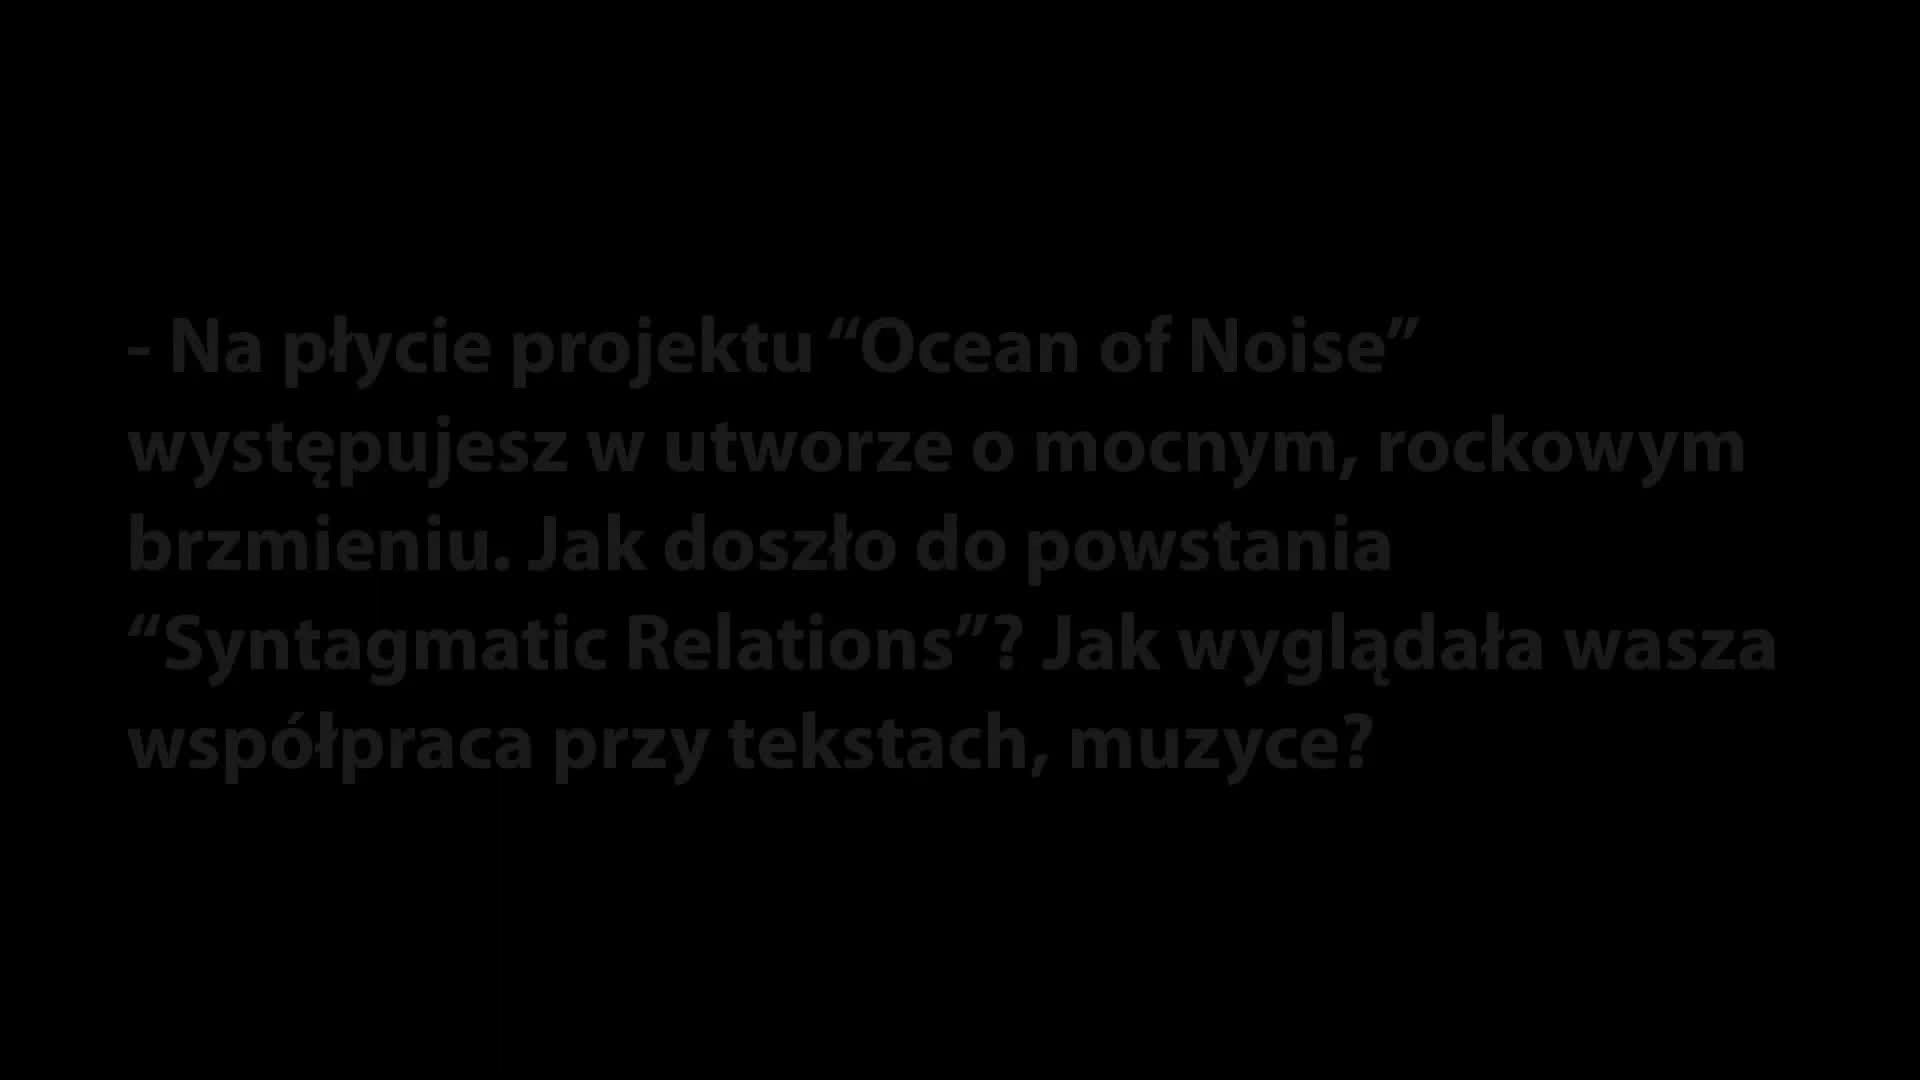 - Na płycie projektu “Ocean of Noise”
występujesz w utworze o mocnym, rockowym
brzmieniu. Jak doszło do powstania
“Syntagmatic Relations”? Jak wyglądała wasza
współpraca przy tekstach, muzyce?